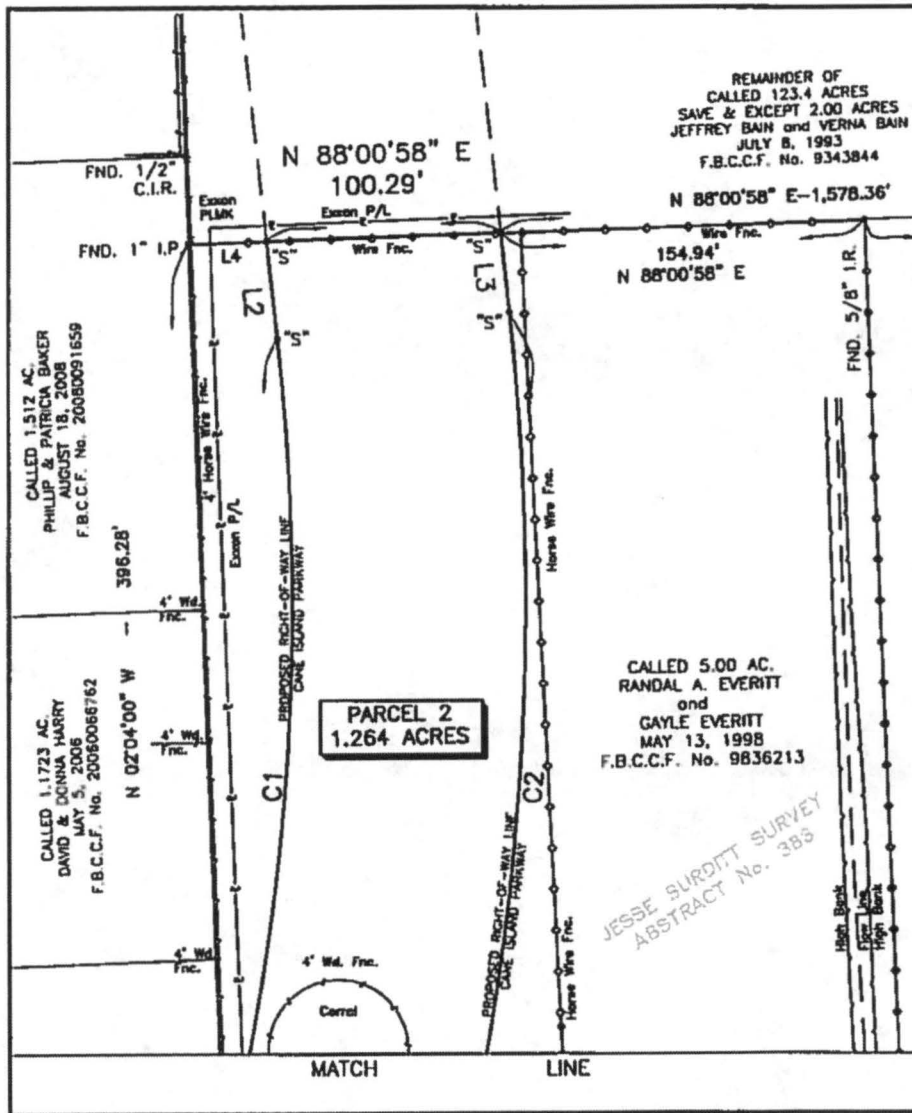 REMAINDER OF
CALLED 123.4 ACRES
SAVE & EXCEPT 2.00 ACRES
JEFFREY BAIN and VERNA BAIN
JULY 8, 1993
F.B.C.C.F. No. 9343844
N 88°00'58" E
100.29'
FND. 1/2"
C.I.R.
Exxon
PLMK
Exxon P/L
N 88°00'58" E-1,578.36'
FND. 1" I.P.
L4
"S"
Wire Fnc.
"S"
Wire Fnc.
154.94'
N 88°00'58" E
L2
L3
"S"
"S"
FND. 5/8" I.R.
CALLED 1.512 AC.
PHILLIP & PATRICIA BAKER
AUGUST 18, 2008
F.B.C.C.F. No. 20080091659
4' Horse Wire Fnc.
Exxon P/L
Horse Wire Fnc.
N 02°04'00" W -- 396.28'
4' Wd.
Fnc.
PROPOSED RIGHT-OF-WAY LINE
CANE ISLAND PARKWAY
CALLED 1.1723 AC.
DAVID & DONNA HARRY
MAY 5, 2006
F.B.C.C.F. No. 20060066762
4' Wd.
Fnc.
PARCEL 2
1.264 ACRES
CALLED 5.00 AC.
RANDAL A. EVERITT
and
GAYLE EVERITT
MAY 13, 1998
F.B.C.C.F. No. 9836213
C1
C2
JESSE BURDITT SURVEY
ABSTRACT No. 383
PROPOSED RIGHT-OF-WAY LINE
CANE ISLAND PARKWAY
Horse Wire Fnc.
High Bank
Flow Line
High Bank
4' Wd
Fnc.
4' Wd. Fnc.
Corral
MATCH LINE